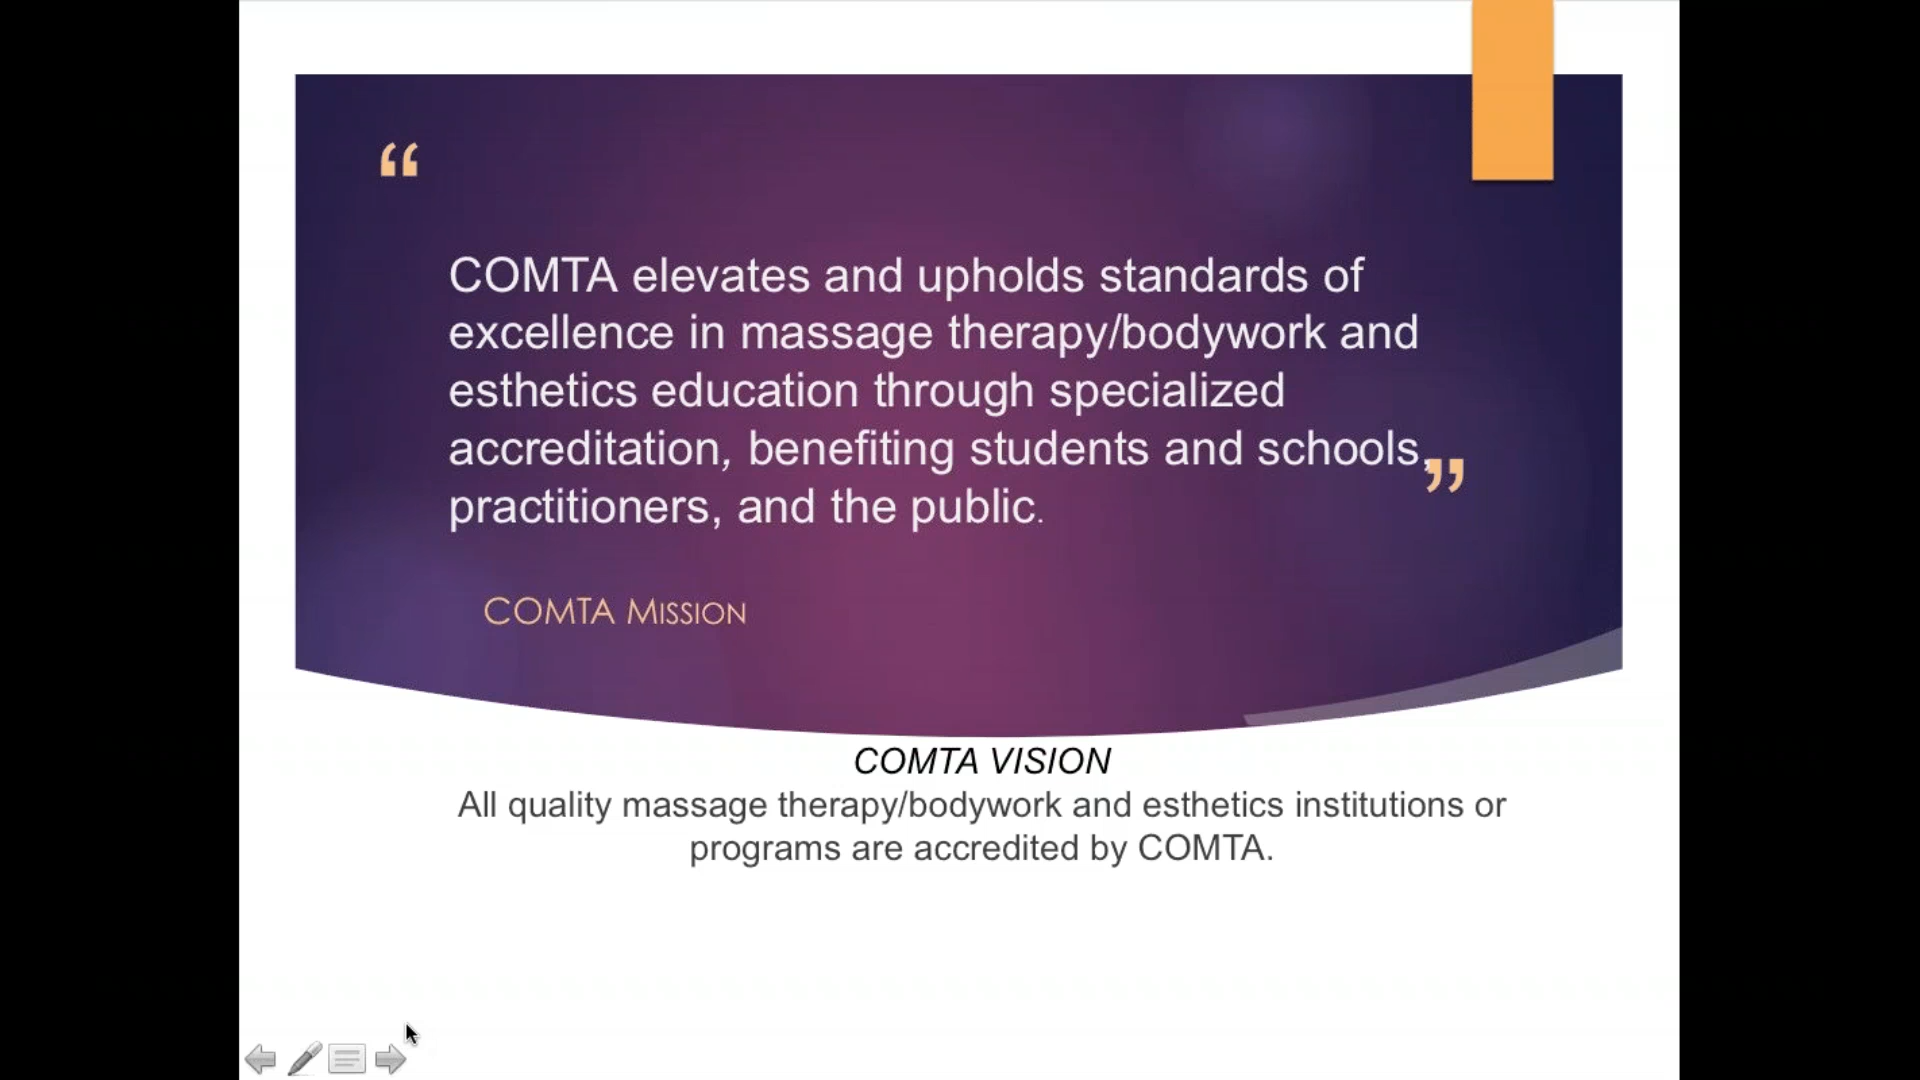 “
COMTA elevates and upholds standards of
excellence in massage therapy/bodywork and
esthetics education through specialized
accreditation, benefiting students and schools,
practitioners, and the public.
”
COMTA Mission
COMTA VISION
All quality massage therapy/bodywork and esthetics institutions or
programs are accredited by COMTA.